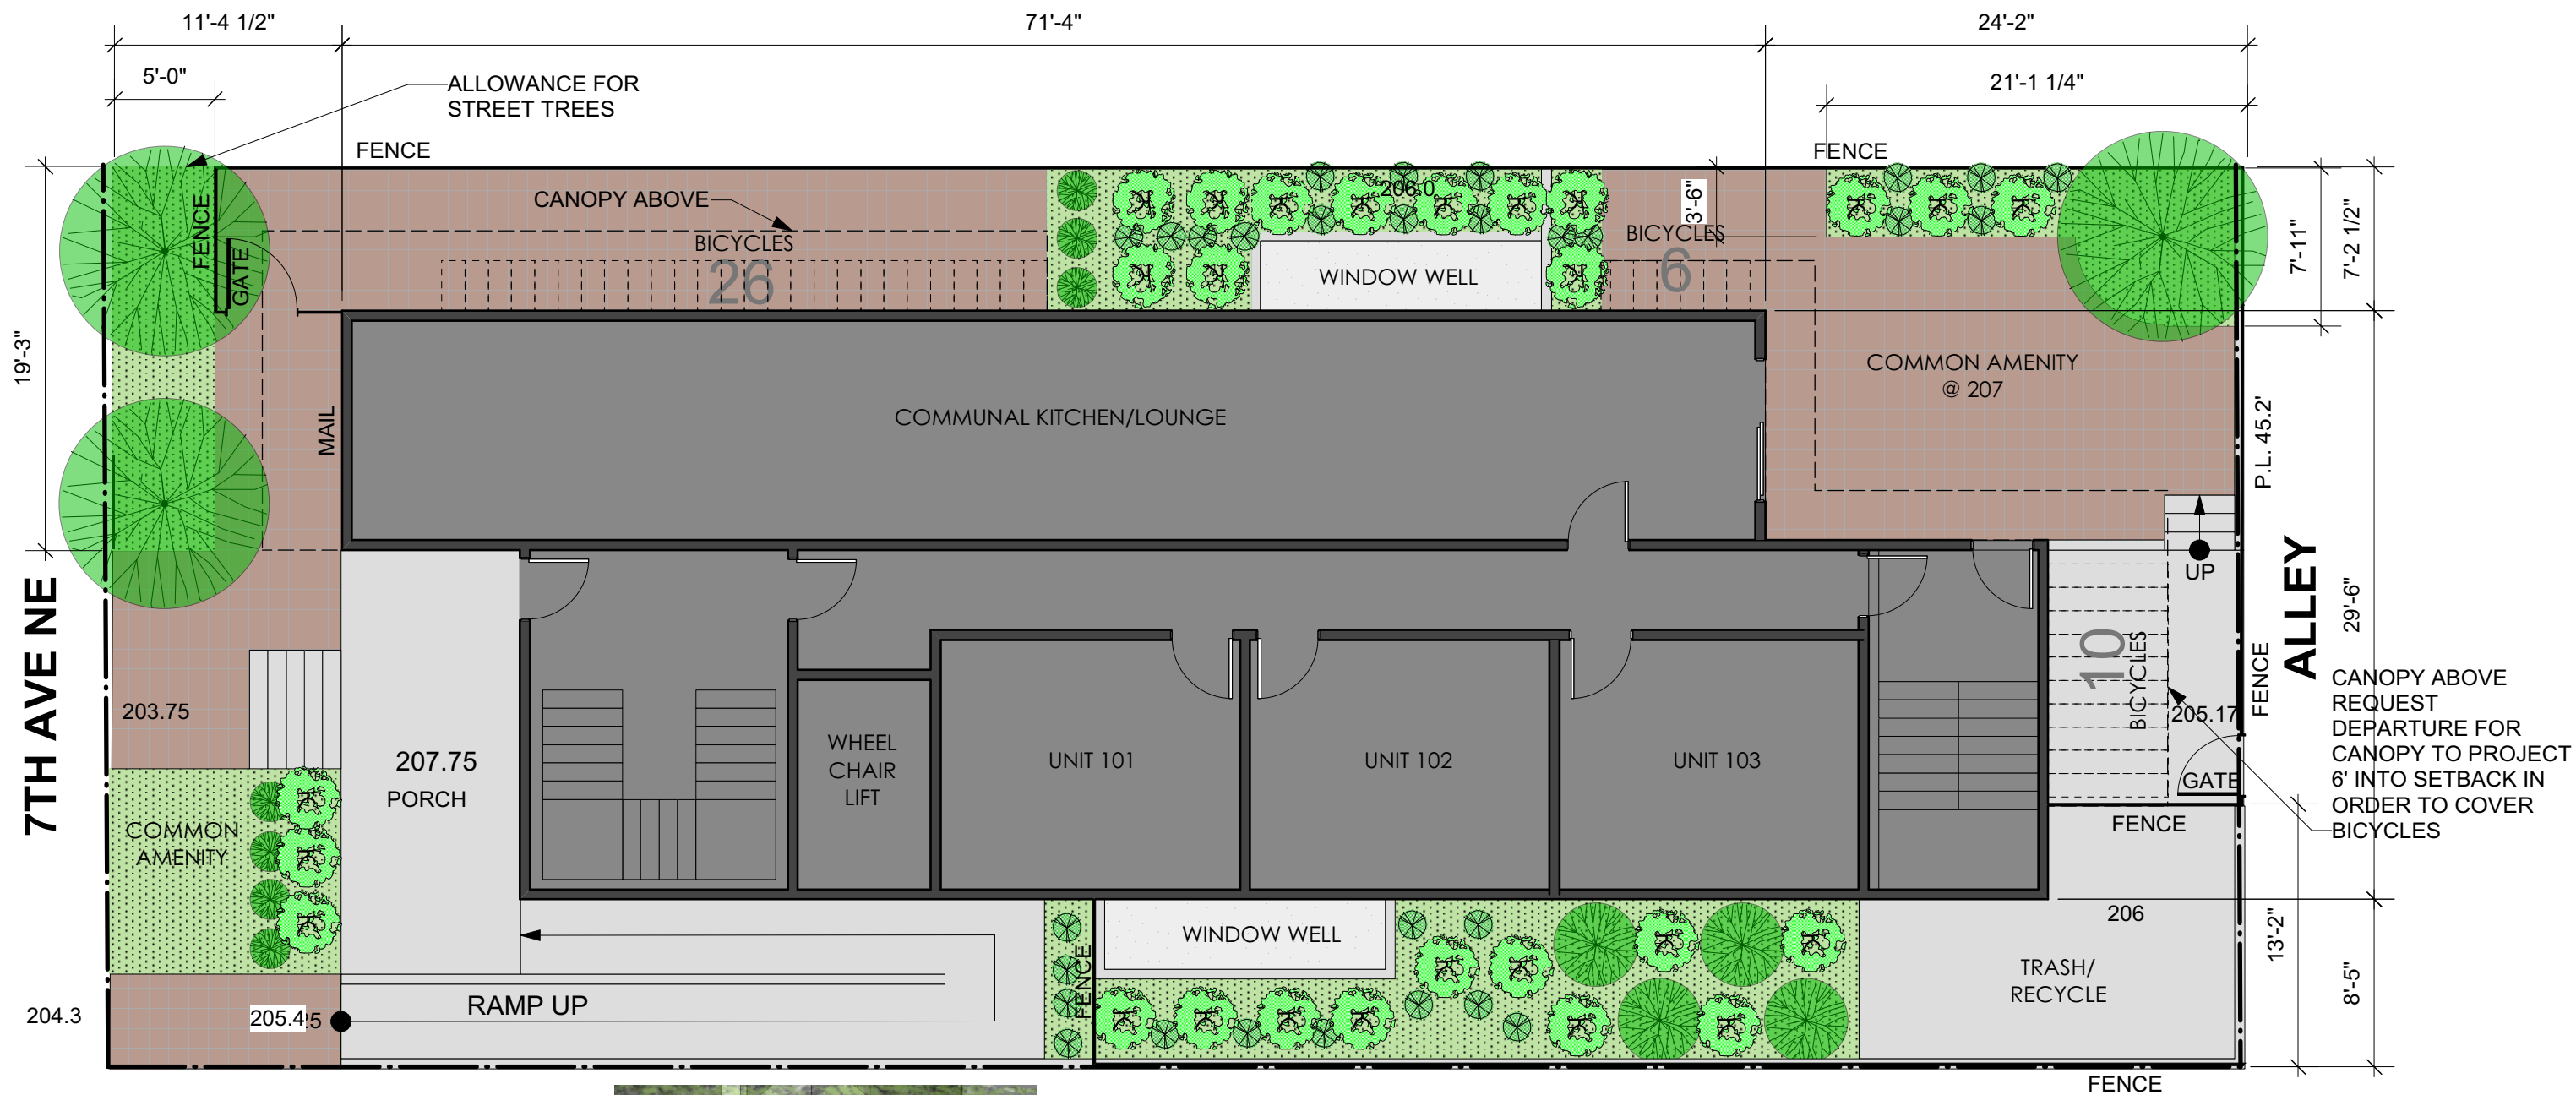 11'-4 1/2"
71'-4"
24'-2"
5'-0"
21'-1 1/4"
ALLOWANCE FOR
STREET TREES
FENCE
FENCE
FENCE
GATE
CANOPY ABOVE
BICYCLES
26
206.0
WINDOW WELL
3'-6"
BICYCLES
6
7'-11"
7'-2 1/2"
19'-3"
MAIL
COMMUNAL KITCHEN/LOUNGE
COMMON AMENITY
@ 207
P.L. 45.2'
7TH AVE NE
ALLEY
UP
29'-6"
10
BICYCLES
205.17
FENCE
GATE
FENCE
CANOPY ABOVE
REQUEST
DEPARTURE FOR
CANOPY TO PROJECT
6' INTO SETBACK IN
ORDER TO COVER
BICYCLES
203.75
207.75
PORCH
WHEEL
CHAIR
LIFT
UNIT 101
UNIT 102
UNIT 103
COMMON
AMENITY
206
WINDOW WELL
FENCE
TRASH/
RECYCLE
13'-2"
8'-5"
204.3
205.4
RAMP UP
FENCE